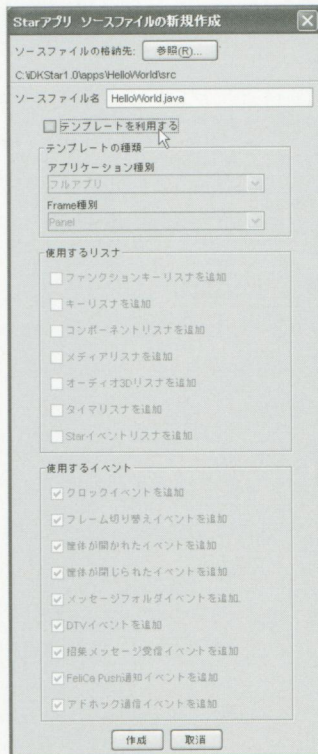 Starアプリ ソースファイルの新規作成
ソースファイルの格納先: 参照(R)...
C:\DKStar1.0\apps\HelloWorld\src
ソースファイル名 HelloWorld.java
テンプレートを利用する
テンプレートの種類
アプリケーション種別
フルアプリ
Frame種別
Panel
使用するリスナ
ファンクションキーリスナを追加
キーリスナを追加
コンポーネントリスナを追加
メディアリスナを追加
オーディオ3Dリスナを追加
タイマリスナを追加
Starイベントリスナを追加
使用するイベント
クロックイベントを追加
フレーム切り替えイベントを追加
筐体が開かれたイベントを追加
筐体が閉じられたイベントを追加
メッセージフォルダイベントを追加
DTVイベントを追加
招集メッセージ受信イベントを追加
FeliCa Push通知イベントを追加
アドホック通信イベントを追加
作成 取消